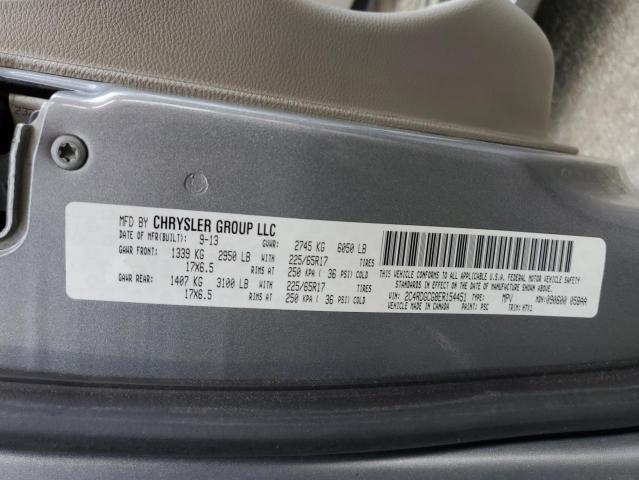 MFD BY CHRYSLER GROUP LLC
DATE OF MFR(BUILT): 9-13 GVWR: 2745 KG 6050 LB
GAWR FRONT: 1339 KG 2950 LB WITH 225/65R17 TIRES
17X6.5 RIMS AT 250 KPA ( 36 PSI) COLD
GAWR REAR: 1407 KG 3100 LB WITH 225/65R17 TIRES
17X6.5 RIMS AT 250 KPA ( 36 PSI) COLD
THIS VEHICLE CONFORMS TO ALL APPLICABLE U.S.A. FEDERAL MOTOR VEHICLE SAFETY
STANDARDS IN EFFECT ON THE DATE OF MANUFACTURE SHOWN ABOVE.
VIN: 2C4RDGCG8ER154451 TYPE: MPV MDH: 090600 058AA
VEHICLE MADE IN CANADA PAINT: PSC TRIM: